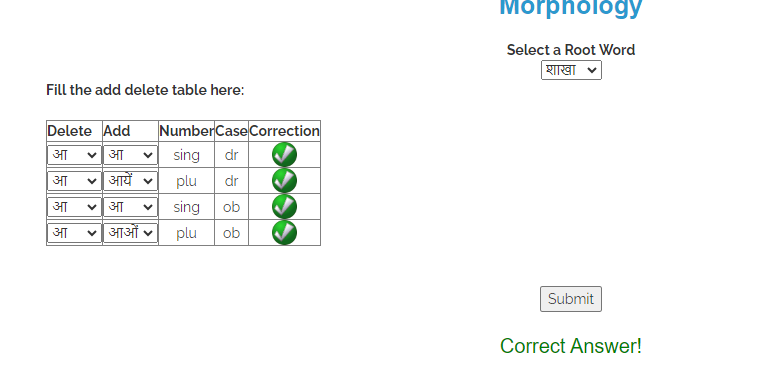 Morphology
Select a Root Word
शाखा
Fill the add delete table here:
Delete Add Number Case Correction
आ आ sing dr
आ आयें plu dr
आ आ sing ob
आ आओं plu ob
Submit
Correct Answer!